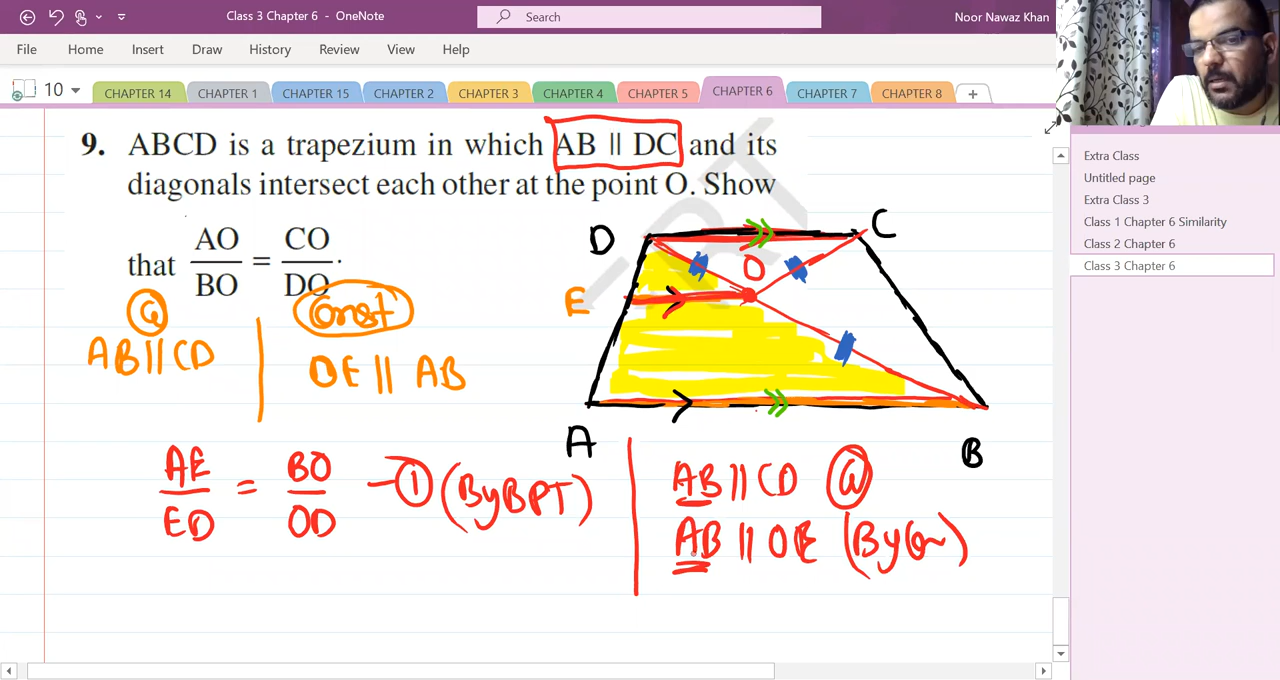 Class 3 Chapter 6 - OneNote
Search
Noor Nawaz Khan
File Home Insert Draw History Review View Help
10 CHAPTER 14 CHAPTER 1 CHAPTER 15 CHAPTER 2 CHAPTER 3 CHAPTER 4 CHAPTER 5 CHAPTER 6 CHAPTER 7 CHAPTER 8 +
Extra Class
Untitled page
Extra Class 3
Class 1 Chapter 6 Similarity
Class 2 Chapter 6
Class 3 Chapter 6
9. ABCD is a trapezium in which AB || DC and its
diagonals intersect each other at the point O. Show
that AO/BO = CO/DO.
G
AB || CD
Const
OE || AB
D
C
O
E
A
B
AE/ED = BO/OD — 1 (By BPT)
AB || CD G
AB || OE (By Con)